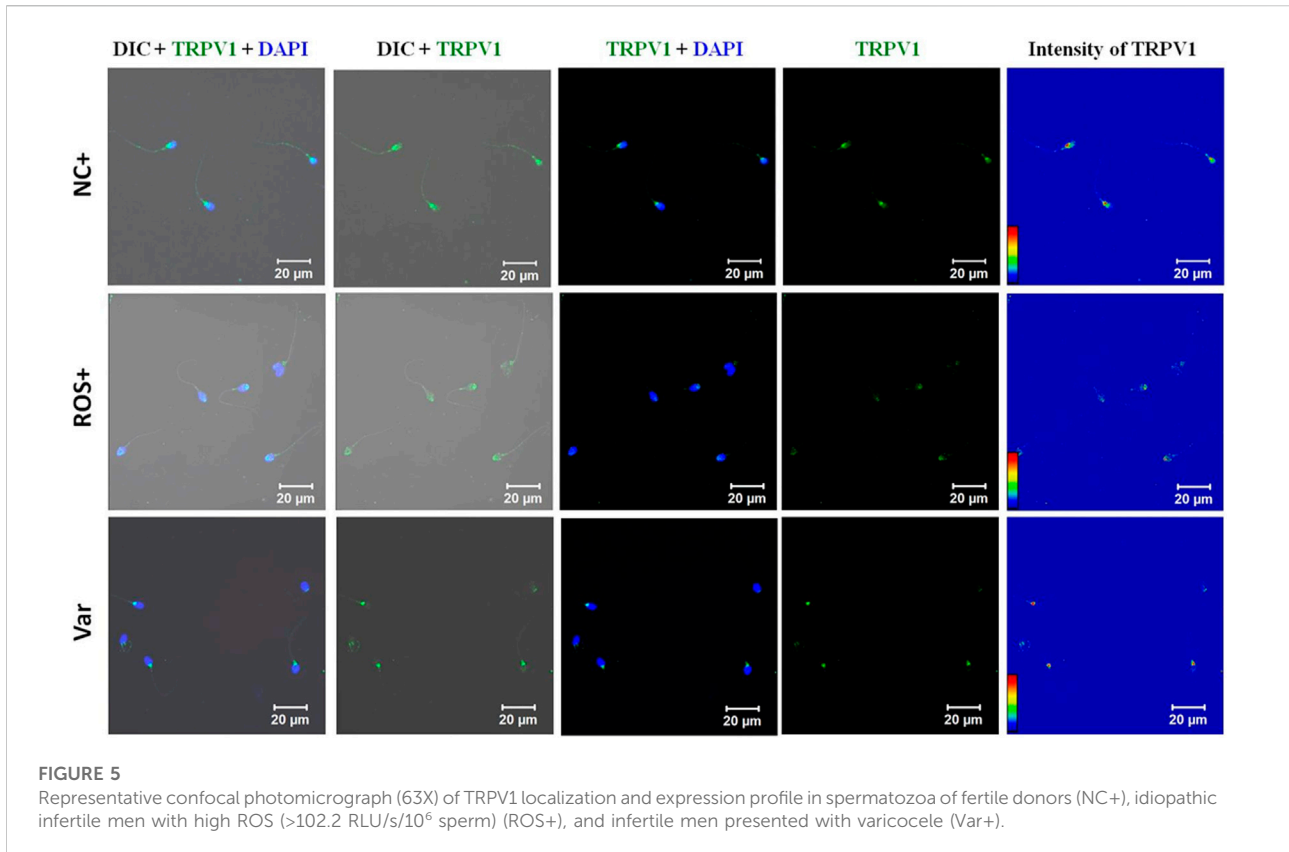 DIC + TRPV1 + DAPI
DIC + TRPV1
TRPV1 + DAPI
TRPV1
Intensity of TRPV1
NC+
20 µm
20 µm
20 µm
20 µm
20 µm
ROS+
20 µm
20 µm
20 µm
20 µm
20 µm
Var
20 µm
20 µm
20 µm
20 µm
20 µm
FIGURE 5
Representative confocal photomicrograph (63X) of TRPV1 localization and expression profile in spermatozoa of fertile donors (NC+), idiopathic
infertile men with high ROS (>102.2 RLU/s/10⁶ sperm) (ROS+), and infertile men presented with varicocele (Var+).